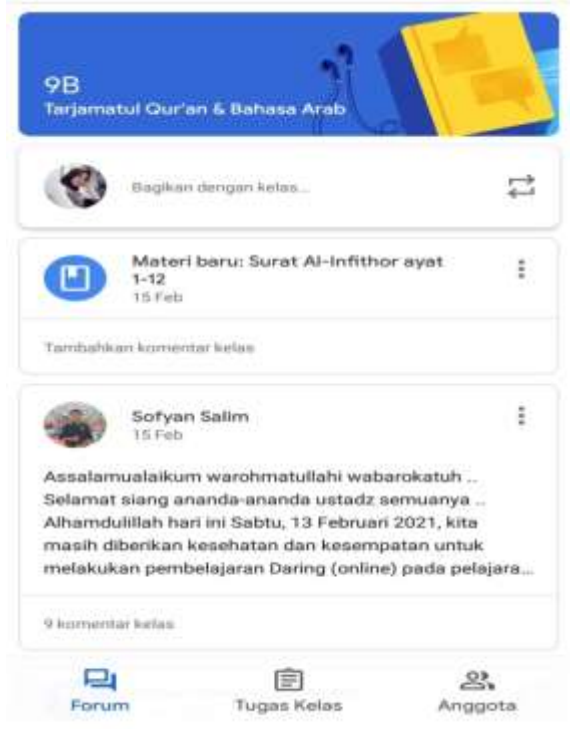 9B
Tarjamatul Qur'an & Bahasa Arab
Bagikan dengan kelas...
Materi baru: Surat Al-Infithor ayat
1-12
15 Feb
Tambahkan komentar kelas
Sofyan Salim
15 Feb
Assalamualaikum warohmatullahi wabarokatuh ..
Selamat siang ananda-ananda ustadz semuanya ..
Alhamdulillah hari ini Sabtu, 13 Februari 2021, kita
masih diberikan kesehatan dan kesempatan untuk
melakukan pembelajaran Daring (online) pada pelajara...
9 komentar kelas
Forum
Tugas Kelas
Anggota